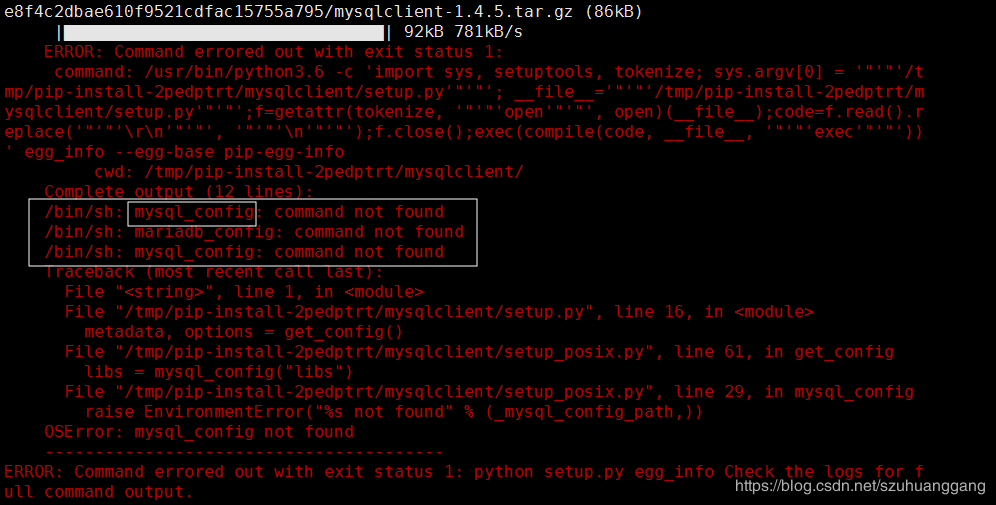 e8f4c2dbae610f9521cdfac15755a795/mysqlclient-1.4.5.tar.gz (86kB)
|████████████████████████████████| 92kB 781kB/s
ERROR: Command errored out with exit status 1:
command: /usr/bin/python3.6 -c 'import sys, setuptools, tokenize; sys.argv[0] = '"'"'/t
mp/pip-install-2pedptrt/mysqlclient/setup.py'"'"'; __file__='"'"'/tmp/pip-install-2pedptrt/m
ysqlclient/setup.py'"'"';f=getattr(tokenize, '"'"'open'"'"', open)(__file__);code=f.read().r
eplace('"'"'\r\n'"'"', '"'"'\n'"'"');f.close();exec(compile(code, __file__, '"'"'exec'"'"'))
' egg_info --egg-base pip-egg-info
cwd: /tmp/pip-install-2pedptrt/mysqlclient/
Complete output (12 lines):
/bin/sh: mysql_config: command not found
/bin/sh: mariadb_config: command not found
/bin/sh: mysql_config: command not found
Traceback (most recent call last):
File "<string>", line 1, in <module>
File "/tmp/pip-install-2pedptrt/mysqlclient/setup.py", line 16, in <module>
metadata, options = get_config()
File "/tmp/pip-install-2pedptrt/mysqlclient/setup_posix.py", line 61, in get_config
libs = mysql_config("libs")
File "/tmp/pip-install-2pedptrt/mysqlclient/setup_posix.py", line 29, in mysql_config
raise EnvironmentError("%s not found" % (_mysql_config_path,))
OSError: mysql_config not found
----------------------------------------
ERROR: Command errored out with exit status 1: python setup.py egg_info Check the logs for f
ull command output.
https://blog.csdn.net/szuhuanggang